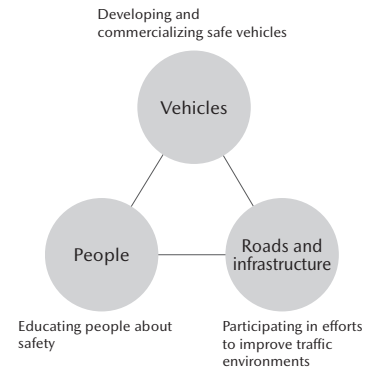 Developing and
commercializing safe vehicles
Vehicles
People
Roads and
infrastructure
Educating people about
safety
Participating in efforts
to improve traffic
environments